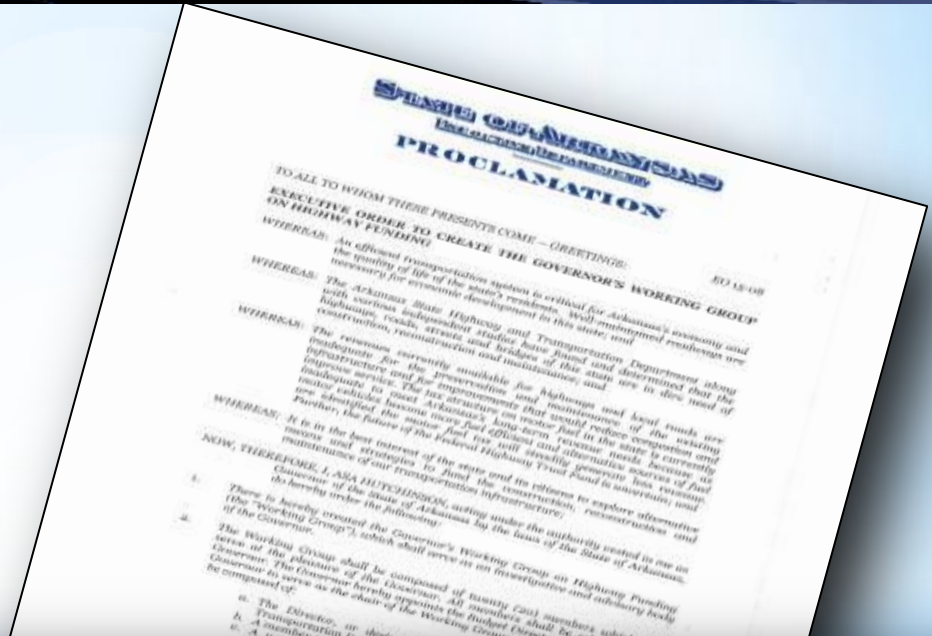 STATE OF ARKANSAS
EXECUTIVE DEPARTMENT
PROCLAMATION
TO ALL TO WHOM THERE PRESENTS COME – GREETINGS:
EO 15-08
EXECUTIVE ORDER TO CREATE THE GOVERNOR'S WORKING GROUP
ON HIGHWAY FUNDING
WHEREAS: An efficient transportation system is critical for Arkansas's economy and
the quality of life of the state's residents. Well-maintained roadways are
necessary for economic development in this state; and
WHEREAS: The Arkansas State Highway and Transportation Department along
with various independent studies have found and determined that the
highways, roads, streets and bridges of this state are in dire need of
construction, reconstruction and maintenance; and
WHEREAS: The revenues currently available for highways and local roads are
inadequate for the preservation and maintenance of the existing
infrastructure and for improvements that would reduce congestion and
improve service. The tax structure on motor fuel in the state is currently
inadequate to meet Arkansas's long-term revenue needs because, as
motor vehicles become more fuel efficient and alternative sources of fuel
are identified the motor fuel tax will steadily generate less revenue.
Further, the future of the Federal Highway Trust Fund is uncertain; and
WHEREAS: It is in the best interest of the state and its citizens to explore alternative
means and strategies to fund the construction, reconstruction and
maintenance of our transportation infrastructure;
NOW, THEREFORE, I, ASA HUTCHINSON, acting under the authority vested in me as
Governor of the State of Arkansas by the laws of the State of Arkansas,
do hereby order the following:
1. There is hereby created the Governor's Working Group on Highway Funding
(the "Working Group"), which shall serve as an investigative and advisory body
of the Governor.
2. The Working Group shall be composed of twenty (20) members who
serve at the pleasure of the Governor. All members shall be
Governor. The Governor hereby appoints the Budget Director
Governor to serve as the chair of the Working Group
be composed of:
a. The Director, or
b. Transportation
A member
c. A